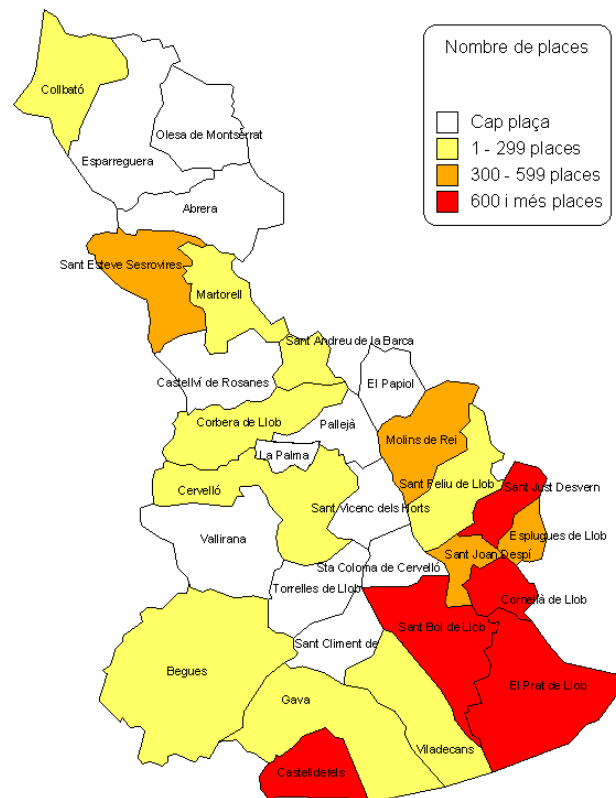 Nombre de places
Cap plaça
1 - 299 places
300 - 599 places
600 i més places
Collbató
Olesa de Montserrat
Esparreguera
Abrera
Sant Esteve Sesrovires
Martorell
Sant Andreu de la Barca
Castellví de Rosanes
El Papiol
Corbera de Llob
Pallejà
Molins de Rei
La Palma
Cervelló
Sant Feliu de Llob
Sant Just Desvern
Sant Vicenc dels Horts
Vallirana
Esplugues de Llob
Sant Joan Despí
Sta Coloma de Cervelló
Torrelles de Llob
Cornellà de Llob
Sant Boi de Llob
Sant Climent de
Begues
El Prat de Llob
Gava
Viladecans
Castelldefels